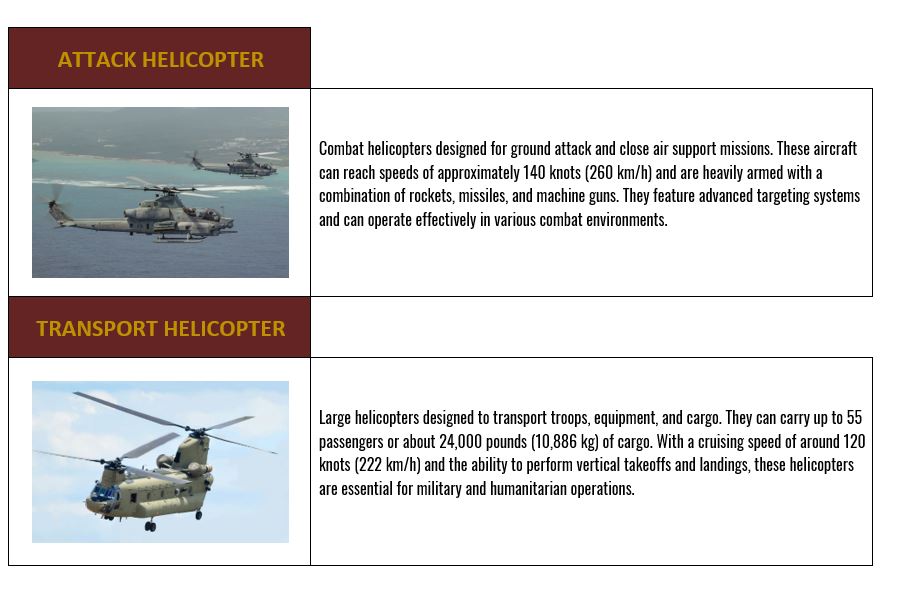 ATTACK HELICOPTER
Combat helicopters designed for ground attack and close air support missions. These aircraft
can reach speeds of approximately 140 knots (260 km/h) and are heavily armed with a
combination of rockets, missiles, and machine guns. They feature advanced targeting systems
and can operate effectively in various combat environments.
TRANSPORT HELICOPTER
Large helicopters designed to transport troops, equipment, and cargo. They can carry up to 55
passengers or about 24,000 pounds (10,886 kg) of cargo. With a cruising speed of around 120
knots (222 km/h) and the ability to perform vertical takeoffs and landings, these helicopters
are essential for military and humanitarian operations.